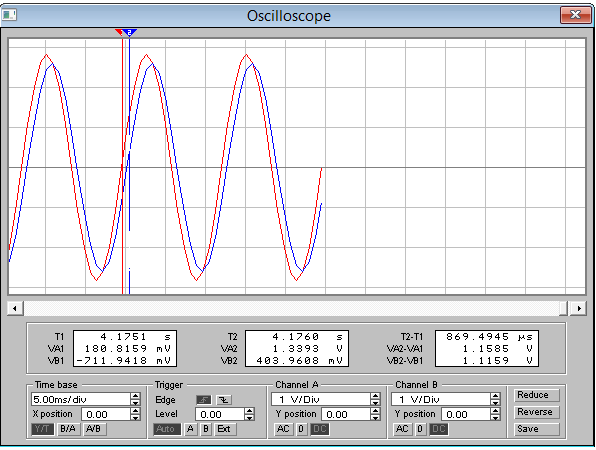 Oscilloscope
T1 4.1751 s T2 4.1760 s T2-T1 869.4945 µs
VA1 180.8159 mV VA2 1.3393 V VA2-VA1 1.1585 V
VB1 -711.9418 mV VB2 403.9608 mV VB2-VB1 1.1159 V
Time base Trigger Channel A Channel B
5.00ms/div Edge 1 V/Div 1 V/Div Reduce
X position 0.00 Level 0.00 Y position 0.00 Y position 0.00 Reverse
Y/T B/A A/B Auto A B Ext AC 0 DC AC 0 DC Save